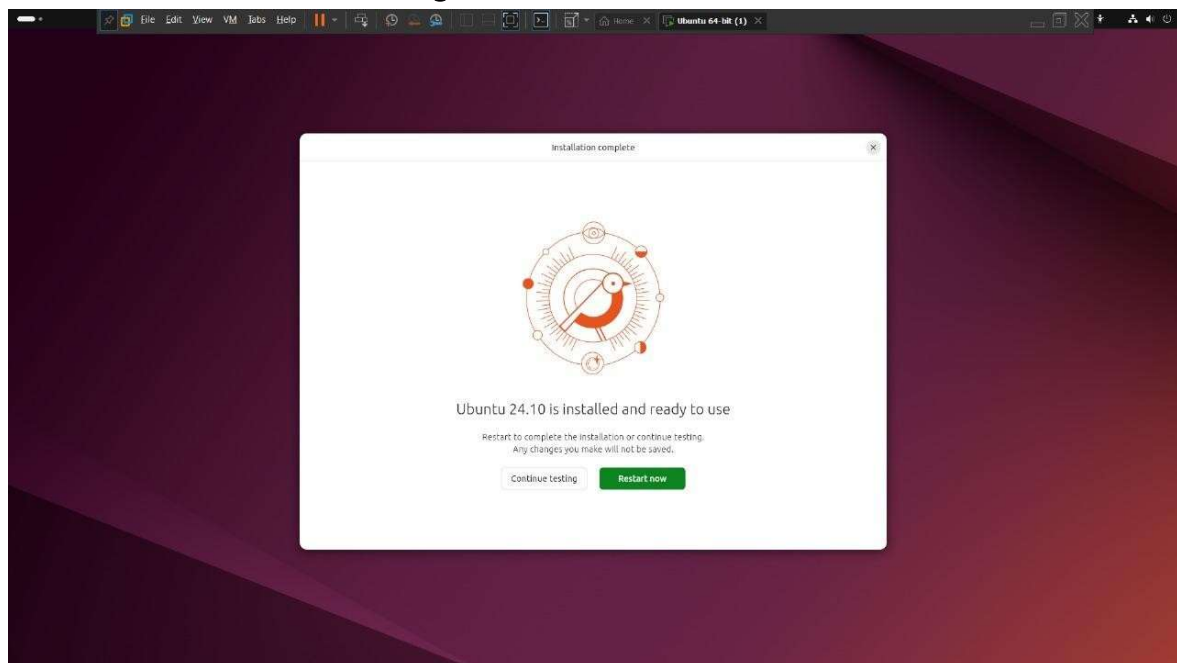 File Edit View VM Tabs Help Home Ubuntu 64-bit (1)
Installation complete
Ubuntu 24.10 is installed and ready to use
Restart to complete the installation or continue testing.
Any changes you make will not be saved.
Continue testing Restart now